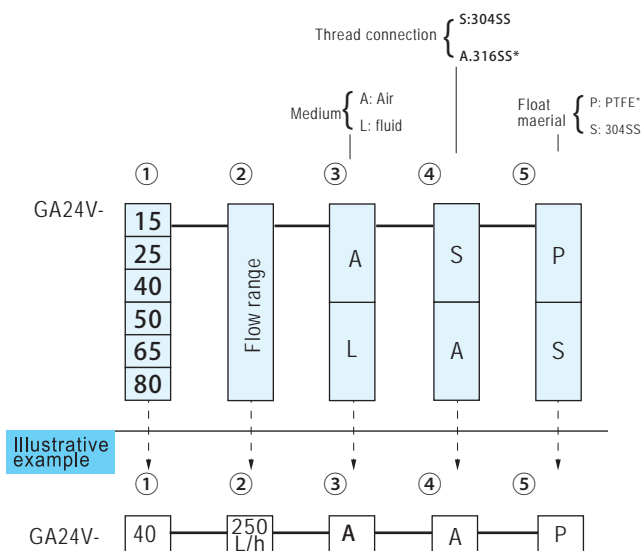 Thread connection
S:304SS
A.316SS*
Medium
A: Air
L: fluid
Float
maerial
P: PTFE*
S: 304SS
① ② ③ ④ ⑤
GA24V-
15
25
40
50
65
80
Flow range
A
L
S
A
P
S
Illustrative
example
① ② ③ ④ ⑤
GA24V- 40 250 L/h A A P